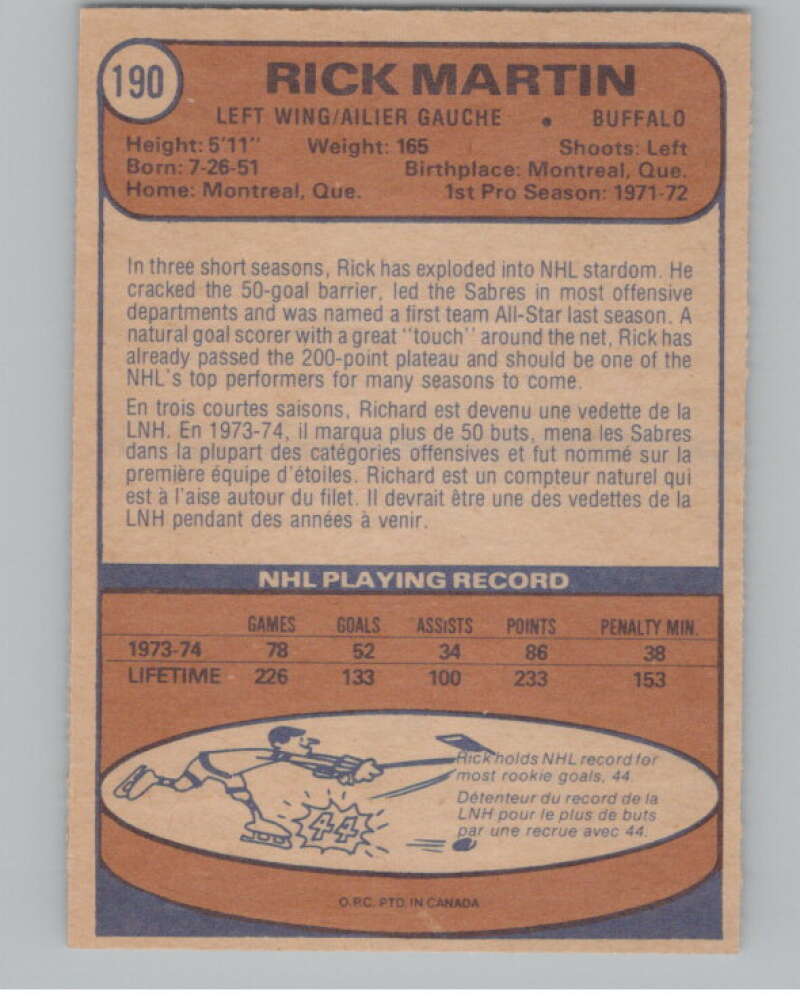 190
RICK MARTIN
LEFT WING/AILIER GAUCHE • BUFFALO
Height: 5'11" Weight: 165 Shoots: Left
Born: 7-26-51 Birthplace: Montreal, Que.
Home: Montreal, Que. 1st Pro Season: 1971-72
In three short seasons, Rick has exploded into NHL stardom. He
cracked the 50-goal barrier, led the Sabres in most offensive
departments and was named a first team All-Star last season. A
natural goal scorer with a great "touch" around the net, Rick has
already passed the 200-point plateau and should be one of the
NHL's top performers for many seasons to come.
En trois courtes saisons, Richard est devenu une vedette de la
LNH. En 1973-74, il marqua plus de 50 buts, mena les Sabres
dans la plupart des catégories offensives et fut nommé sur la
première équipe d'étoiles. Richard est un compteur naturel qui
est à l'aise autour du filet. Il devrait être une des vedettes de la
LNH pendant des années à venir.
NHL PLAYING RECORD
GAMES GOALS ASSISTS POINTS PENALTY MIN.
1973-74 78 52 34 86 38
LIFETIME 226 133 100 233 153
Rick holds NHL record for
most rookie goals, 44.
Détenteur du record de la
LNH pour le plus de buts
par une recrue avec 44.
44
O.P.C. PTD IN CANADA